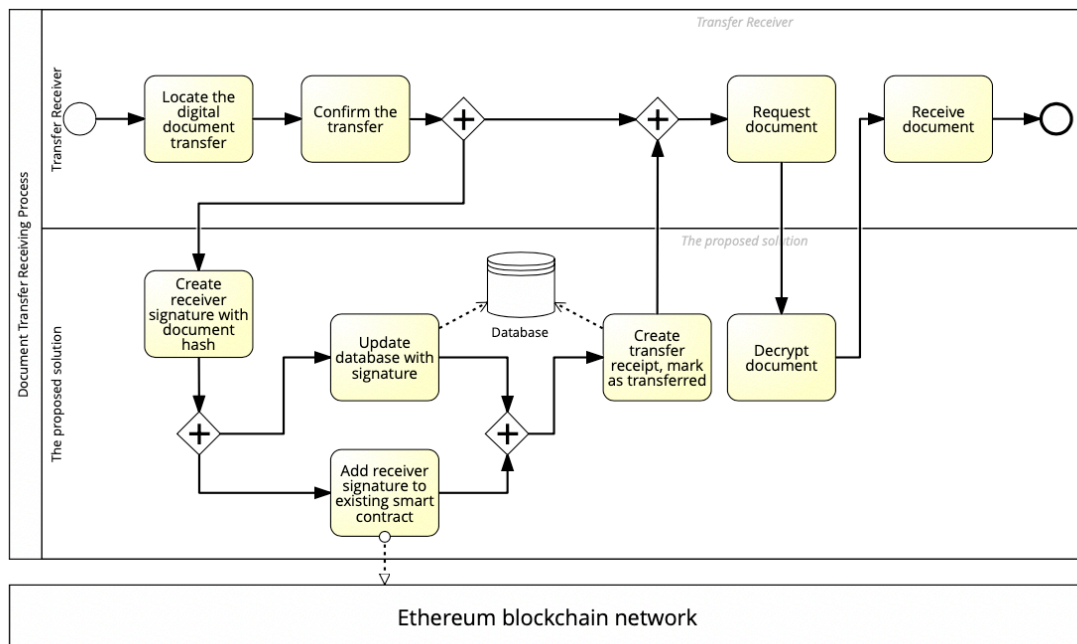 Transfer Receiver
Document Transfer Receiving Process
Transfer Receiver
Locate the
digital
document
transfer
Confirm the
transfer
Request
document
Receive
document
The proposed solution
The proposed solution
Create
receiver
signature with
document
hash
Update
database with
signature
Database
Create
transfer
receipt, mark
as transferred
Decrypt
document
Add receiver
signature to
existing smart
contract
Ethereum blockchain network